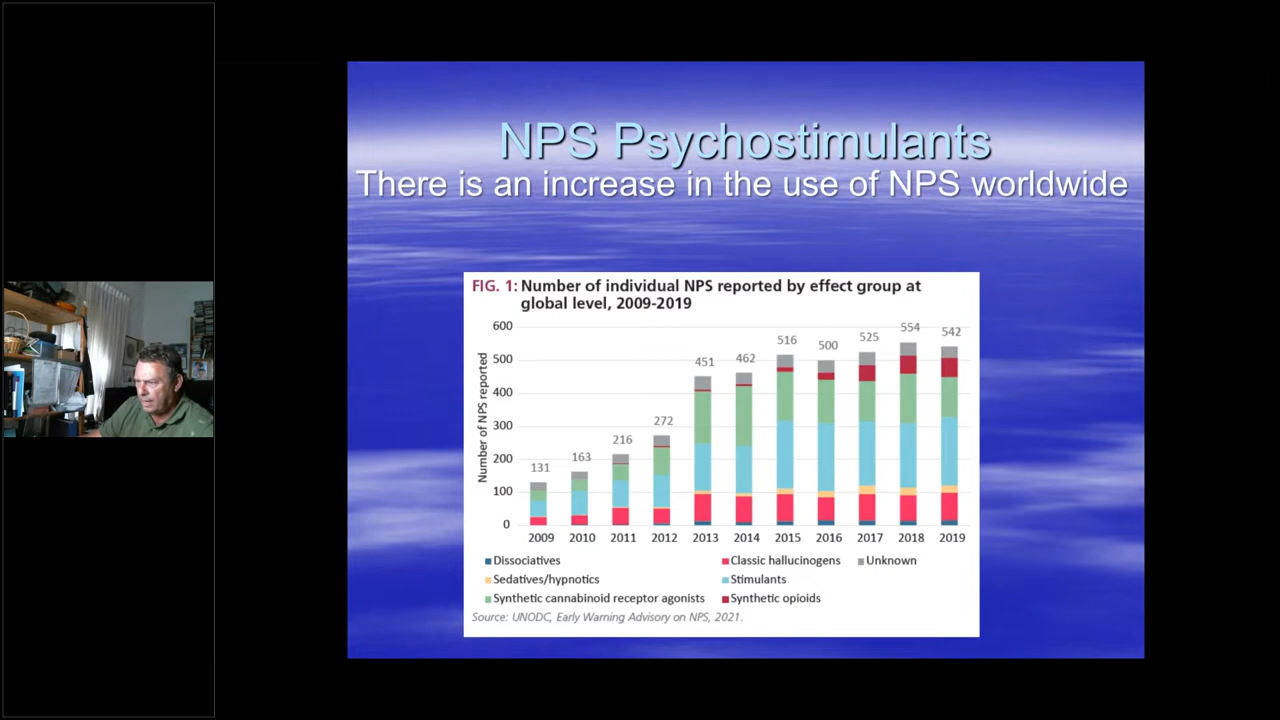 NPS Psychostimulants
There is an increase in the use of NPS worldwide
FIG. 1: Number of individual NPS reported by effect group at
global level, 2009-2019
Number of NPS reported
600
500
400
300
200
100
0
131
163
216
272
451
462
516
500
525
554
542
2009 2010 2011 2012 2013 2014 2015 2016 2017 2018 2019
Dissociatives Classic hallucinogens Unknown
Sedatives/hypnotics Stimulants
Synthetic cannabinoid receptor agonists Synthetic opioids
Source: UNODC, Early Warning Advisory on NPS, 2021.